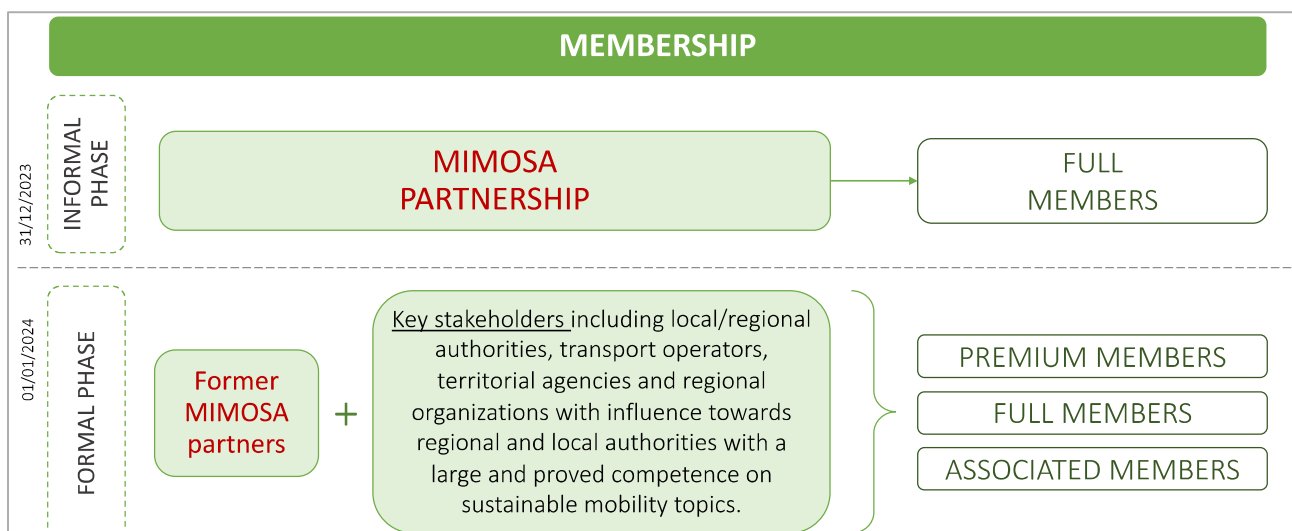 MEMBERSHIP
31/12/2023
INFORMAL
PHASE
MIMOSA
PARTNERSHIP
FULL
MEMBERS
01/01/2024
FORMAL PHASE
Former
MIMOSA
partners
+
Key stakeholders including local/regional
authorities, transport operators,
territorial agencies and regional
organizations with influence towards
regional and local authorities with a
large and proved competence on
sustainable mobility topics.
PREMIUM MEMBERS
FULL MEMBERS
ASSOCIATED MEMBERS